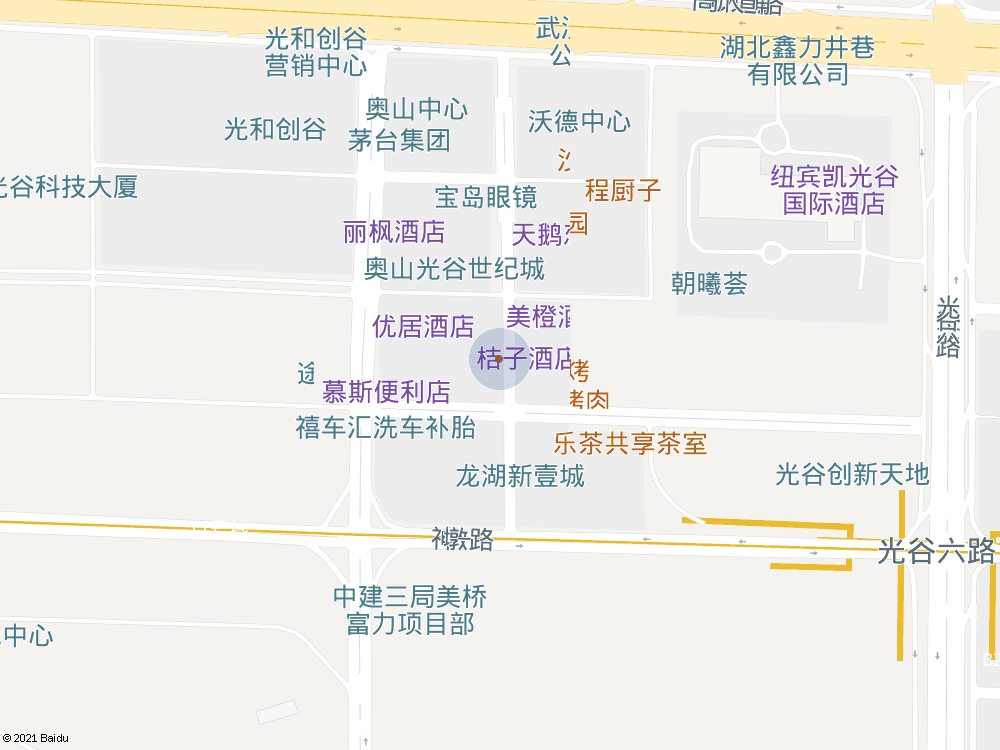 光和创谷
营销中心
湖北鑫力井巷
有限公司
奥山中心
光和创谷
茅台集团
沃德中心
光谷科技大厦
宝岛眼镜
程厨子
园
纽宾凯光谷
国际酒店
丽枫酒店
天鹅
奥山光谷世纪城
朝曦荟
优居酒店
美橙酒
光谷
路
桔子酒店
烤
慕斯便利店
烤肉
禧车汇洗车补胎
乐茶共享茶室
龙湖新壹城
光谷创新天地
神墩路
光谷六路
中建三局美桥
富力项目部
中心
© 2021 Baidu